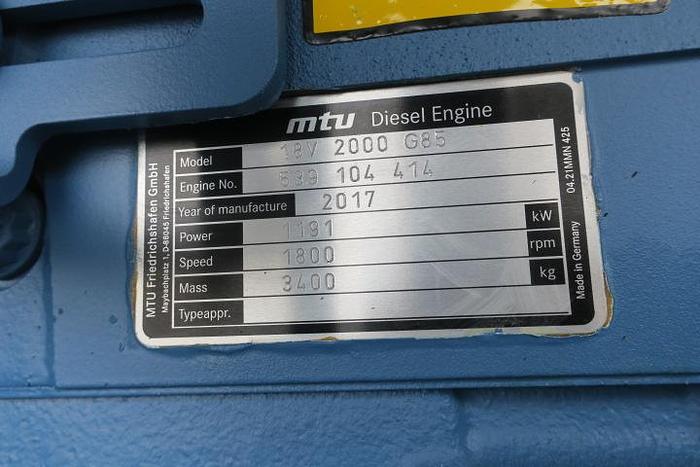 mtu Diesel Engine
Model 18V 2000 G85
Engine No. 539 104 414
Year of manufacture 2017
Power 1191 kW
Speed 1800 rpm
Mass 3400 kg
Typeappr.
MTU Friedrichshafen GmbH
Maybachplatz 1, D-88045 Friedrichshafen
Made in Germany 04.21MMN 425